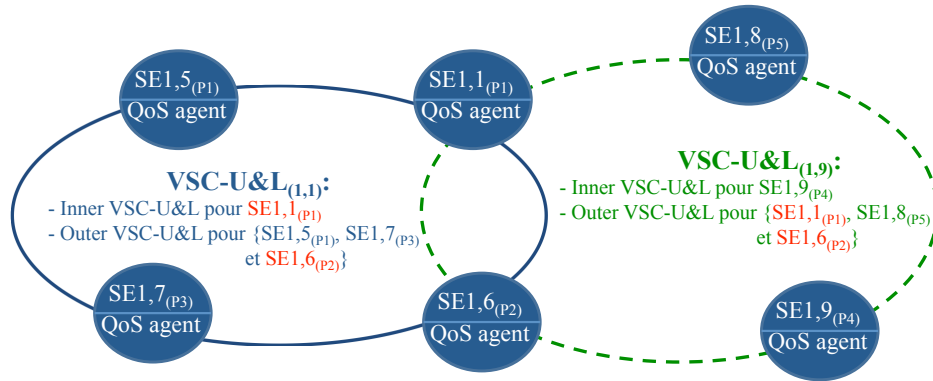 SE1,8(P5)
QoS agent
SE1,5(P1)
QoS agent
SE1,1(P1)
QoS agent
VSC-U&L(1,1):
- Inner VSC-U&L pour SE1,1(P1)
- Outer VSC-U&L pour {SE1,5(P1), SE1,7(P3)
et SE1,6(P2)}
VSC-U&L(1,9):
- Inner VSC-U&L pour SE1,9(P4)
- Outer VSC-U&L pour {SE1,1(P1), SE1,8(P5)
et SE1,6(P2)}
SE1,7(P3)
QoS agent
SE1,6(P2)
QoS agent
SE1,9(P4)
QoS agent